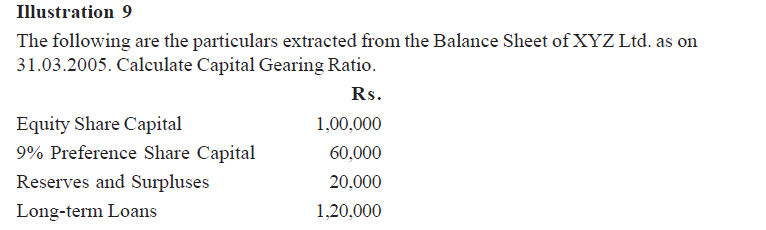 Illustration 9
The following are the particulars extracted from the Balance Sheet of XYZ Ltd. as on
31.03.2005. Calculate Capital Gearing Ratio.
Rs.
Equity Share Capital 1,00,000
9% Preference Share Capital 60,000
Reserves and Surpluses 20,000
Long-term Loans 1,20,000